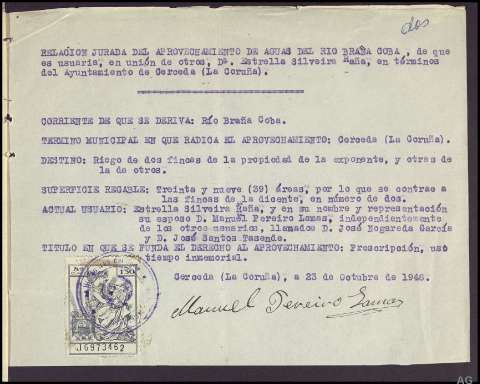 dos
RELACION JURADA DEL APROVECHAMIENTO DE AGUAS DEL RIO BRAÑA COBA, de que
es usuaria, en unión de otros, Dª. Estrella Silveira Raña, en términos
del Ayuntamiento de Cerceda (La Coruña).
CORRIENTE DE QUE SE DERIVA: Río Braña Coba.
TERMINO MUNICIPAL EN QUE RADICA EL APROVECHAMIENTO: Cerceda (La Coruña).
DESTINO: Riego de dos fincas de la propiedad de la exponente, y otras de
la de otros.
SUPERFICIE REGABLE: Treinta y nueve (39) áreas, por lo que se contrae a
las fincas de la dicente, en número de dos.
ACTUAL USUARIO: Estrella Silveira Raña, y en su nombre y representación
su esposo D. Manuel Pereiro Lamas, independientemente
de los otros usuarios, llamados D. José Nogareda García
y D. José Santos Tasende.
TITULO EN QUE SE FUNDA EL DERECHO AL APROVECHAMIENTO: Prescripción, uso
tiempo inmemorial.
Cerceda (La Coruña), a 23 de Octubre de 1948.
Manuel Pereiro Lamas
1'50
J6973462
AG